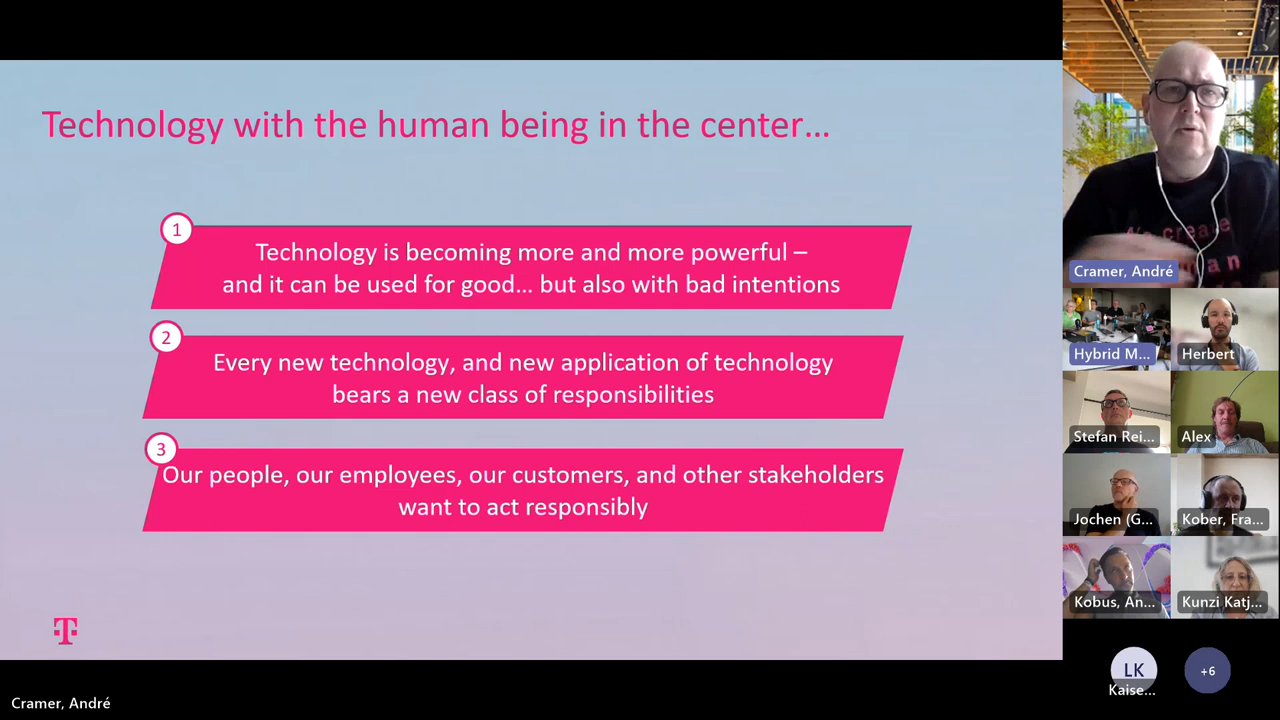 Technology with the human being in the center...
1
Technology is becoming more and more powerful –
and it can be used for good... but also with bad intentions
2
Every new technology, and new application of technology
bears a new class of responsibilities
3
Our people, our employees, our customers, and other stakeholders
want to act responsibly
T
Cramer, André
We create
Cramer, André
Hybrid M...
Herbert
Stefan Rei...
Alex
Jochen (G...
Kober, Fra...
Kobus, An...
Kunzi Katj...
LK
Kaise...
+6